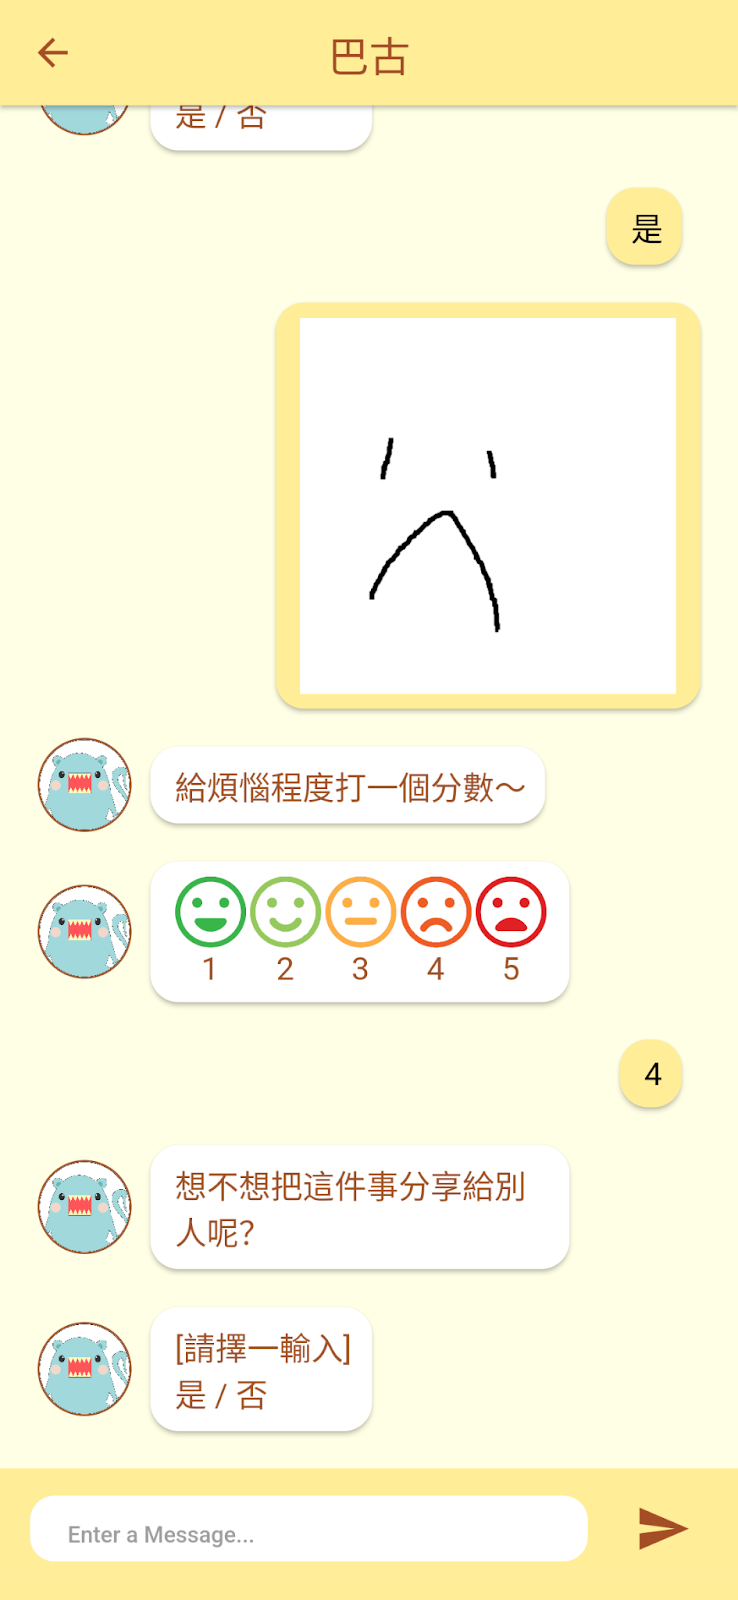 巴古
是 / 否
是
給煩惱程度打一個分數～
1 2 3 4 5
4
想不想把這件事分享給別
人呢?
[請擇一輸入]
是 / 否
Enter a Message...